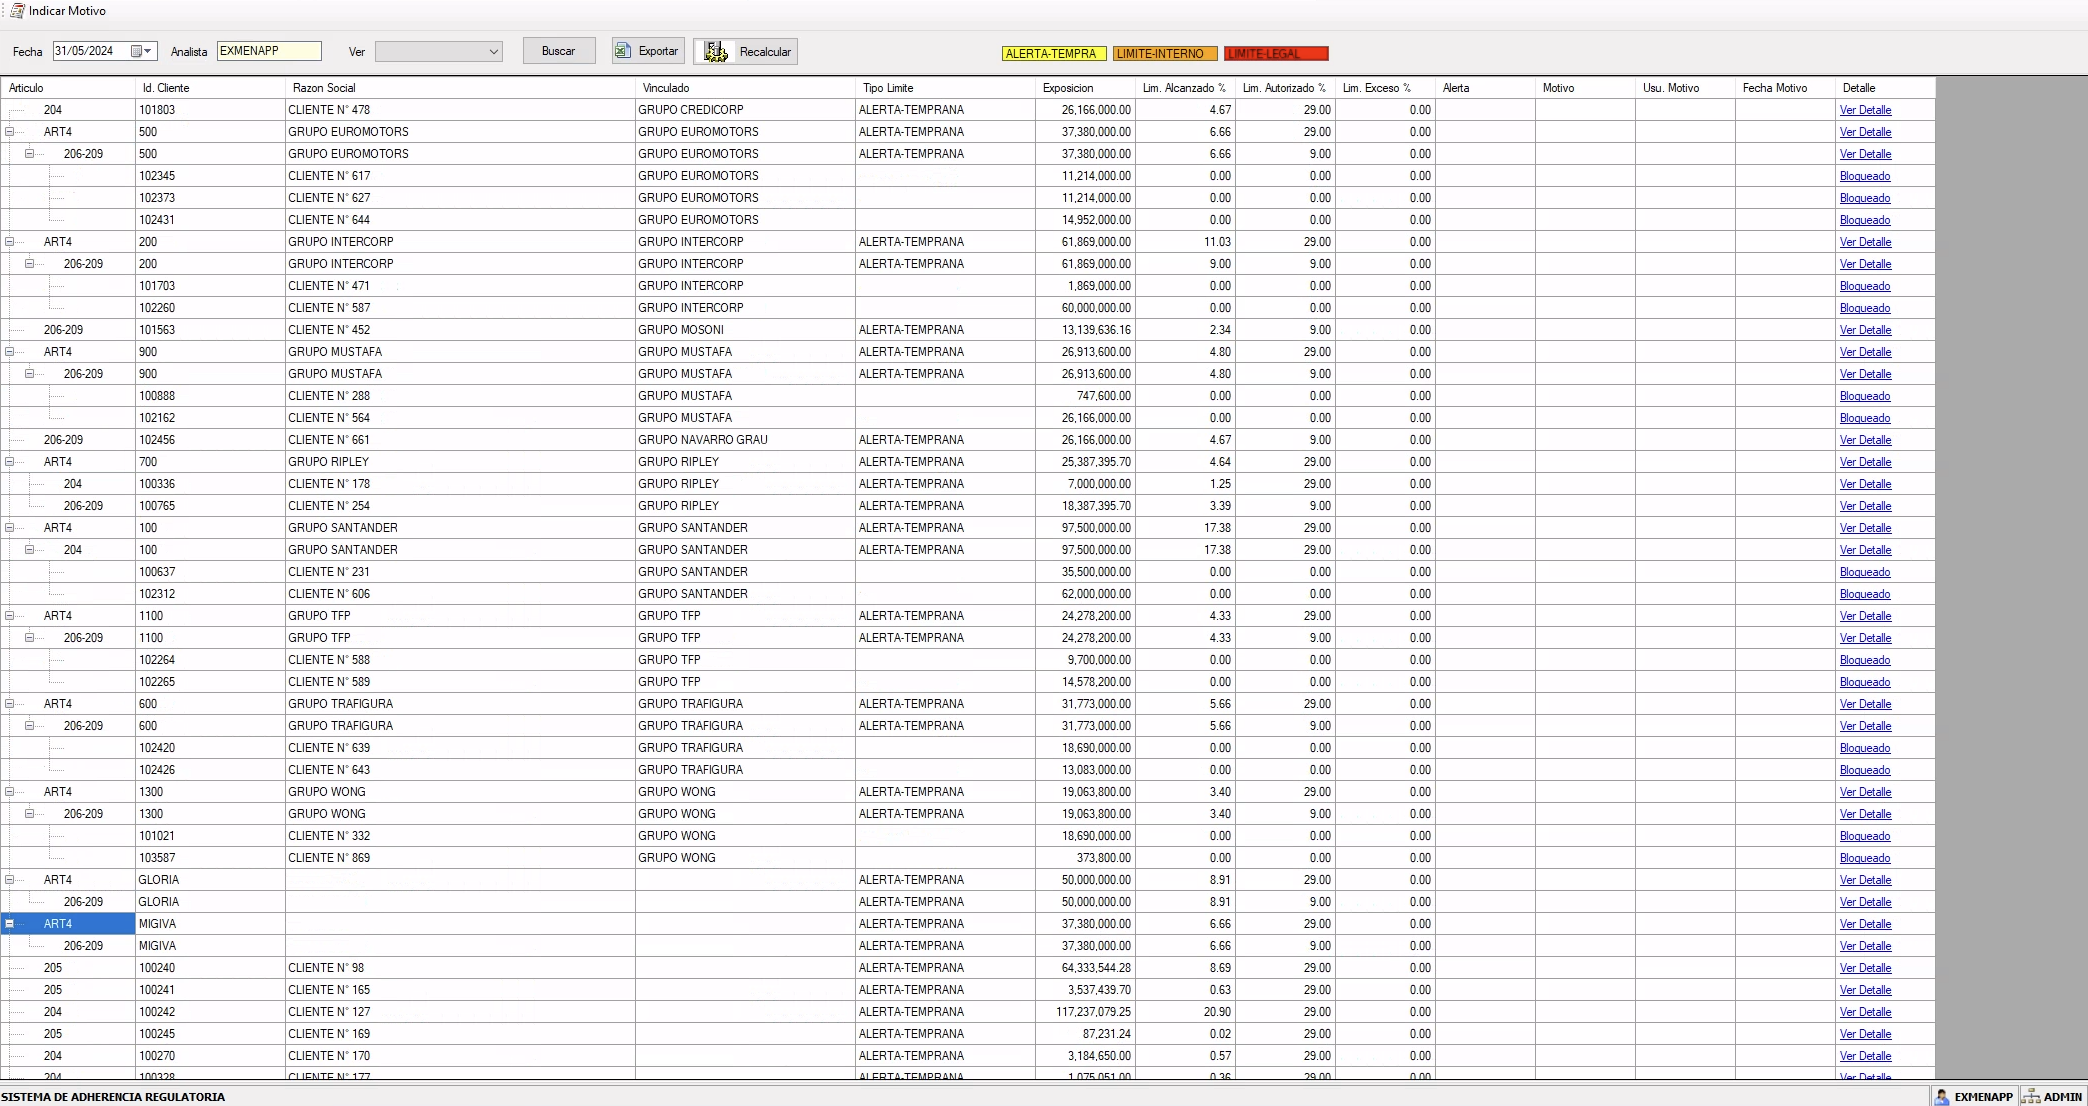 Indicar Motivo
Fecha 31/05/2024 Analista EXMENAPP Ver Buscar Exportar Recalcular ALERTA-TEMPRA LIMITE-INTERNO LIMITE-LEGAL
Articulo Id. Cliente Razon Social Vinculado Tipo Limite Exposicion Lim. Alcanzado % Lim. Autorizado % Lim. Exceso % Alerta Motivo Usu. Motivo Fecha Motivo Detalle
204 101803 CLIENTE N° 478 GRUPO CREDICORP ALERTA-TEMPRANA 26,166,000.00 4.67 29.00 0.00 Ver Detalle
ART4 500 GRUPO EUROMOTORS GRUPO EUROMOTORS ALERTA-TEMPRANA 37,380,000.00 6.66 29.00 0.00 Ver Detalle
206-209 500 GRUPO EUROMOTORS GRUPO EUROMOTORS ALERTA-TEMPRANA 37,380,000.00 6.66 9.00 0.00 Ver Detalle
102345 CLIENTE N° 617 GRUPO EUROMOTORS 11,214,000.00 0.00 0.00 0.00 Bloqueado
102373 CLIENTE N° 627 GRUPO EUROMOTORS 11,214,000.00 0.00 0.00 0.00 Bloqueado
102431 CLIENTE N° 644 GRUPO EUROMOTORS 14,952,000.00 0.00 0.00 0.00 Bloqueado
ART4 200 GRUPO INTERCORP GRUPO INTERCORP ALERTA-TEMPRANA 61,869,000.00 11.03 29.00 0.00 Ver Detalle
206-209 200 GRUPO INTERCORP GRUPO INTERCORP ALERTA-TEMPRANA 61,869,000.00 9.00 9.00 0.00 Ver Detalle
101703 CLIENTE N° 471 GRUPO INTERCORP 1,869,000.00 0.00 0.00 0.00 Bloqueado
102260 CLIENTE N° 587 GRUPO INTERCORP 60,000,000.00 0.00 0.00 0.00 Bloqueado
206-209 101563 CLIENTE N° 452 GRUPO MOSONI ALERTA-TEMPRANA 13,139,636.16 2.34 9.00 0.00 Ver Detalle
ART4 900 GRUPO MUSTAFA GRUPO MUSTAFA ALERTA-TEMPRANA 26,913,600.00 4.80 29.00 0.00 Ver Detalle
206-209 900 GRUPO MUSTAFA GRUPO MUSTAFA ALERTA-TEMPRANA 26,913,600.00 4.80 9.00 0.00 Ver Detalle
100888 CLIENTE N° 288 GRUPO MUSTAFA 747,600.00 0.00 0.00 0.00 Bloqueado
102162 CLIENTE N° 564 GRUPO MUSTAFA 26,166,000.00 0.00 0.00 0.00 Bloqueado
206-209 102456 CLIENTE N° 661 GRUPO NAVARRO GRAU ALERTA-TEMPRANA 26,166,000.00 4.67 9.00 0.00 Ver Detalle
ART4 700 GRUPO RIPLEY GRUPO RIPLEY ALERTA-TEMPRANA 25,387,395.70 4.64 29.00 0.00 Ver Detalle
204 100336 CLIENTE N° 178 GRUPO RIPLEY ALERTA-TEMPRANA 7,000,000.00 1.25 29.00 0.00 Ver Detalle
206-209 100765 CLIENTE N° 254 GRUPO RIPLEY ALERTA-TEMPRANA 18,387,395.70 3.39 9.00 0.00 Ver Detalle
ART4 100 GRUPO SANTANDER GRUPO SANTANDER ALERTA-TEMPRANA 97,500,000.00 17.38 29.00 0.00 Ver Detalle
204 100 GRUPO SANTANDER GRUPO SANTANDER ALERTA-TEMPRANA 97,500,000.00 17.38 29.00 0.00 Ver Detalle
100637 CLIENTE N° 231 GRUPO SANTANDER 35,500,000.00 0.00 0.00 0.00 Bloqueado
102312 CLIENTE N° 606 GRUPO SANTANDER 62,000,000.00 0.00 0.00 0.00 Bloqueado
ART4 1100 GRUPO TFP GRUPO TFP ALERTA-TEMPRANA 24,278,200.00 4.33 29.00 0.00 Ver Detalle
206-209 1100 GRUPO TFP GRUPO TFP ALERTA-TEMPRANA 24,278,200.00 4.33 9.00 0.00 Ver Detalle
102264 CLIENTE N° 588 GRUPO TFP 9,700,000.00 0.00 0.00 0.00 Bloqueado
102265 CLIENTE N° 589 GRUPO TFP 14,578,200.00 0.00 0.00 0.00 Bloqueado
ART4 600 GRUPO TRAFIGURA GRUPO TRAFIGURA ALERTA-TEMPRANA 31,773,000.00 5.66 29.00 0.00 Ver Detalle
206-209 600 GRUPO TRAFIGURA GRUPO TRAFIGURA ALERTA-TEMPRANA 31,773,000.00 5.66 9.00 0.00 Ver Detalle
102420 CLIENTE N° 639 GRUPO TRAFIGURA 18,690,000.00 0.00 0.00 0.00 Bloqueado
102426 CLIENTE N° 643 GRUPO TRAFIGURA 13,083,000.00 0.00 0.00 0.00 Bloqueado
ART4 1300 GRUPO WONG GRUPO WONG ALERTA-TEMPRANA 19,063,800.00 3.40 29.00 0.00 Ver Detalle
206-209 1300 GRUPO WONG GRUPO WONG ALERTA-TEMPRANA 19,063,800.00 3.40 9.00 0.00 Ver Detalle
101021 CLIENTE N° 332 GRUPO WONG 18,690,000.00 0.00 0.00 0.00 Bloqueado
103587 CLIENTE N° 869 GRUPO WONG 373,800.00 0.00 0.00 0.00 Bloqueado
ART4 GLORIA ALERTA-TEMPRANA 50,000,000.00 8.91 29.00 0.00 Ver Detalle
206-209 GLORIA ALERTA-TEMPRANA 50,000,000.00 8.91 9.00 0.00 Ver Detalle
ART4 MIGIVA ALERTA-TEMPRANA 37,380,000.00 6.66 29.00 0.00 Ver Detalle
206-209 MIGIVA ALERTA-TEMPRANA 37,380,000.00 6.66 9.00 0.00 Ver Detalle
205 100240 CLIENTE N° 98 ALERTA-TEMPRANA 64,333,544.28 8.69 29.00 0.00 Ver Detalle
205 100241 CLIENTE N° 165 ALERTA-TEMPRANA 3,537,439.70 0.63 29.00 0.00 Ver Detalle
204 100242 CLIENTE N° 127 ALERTA-TEMPRANA 117,237,079.25 20.90 29.00 0.00 Ver Detalle
205 100245 CLIENTE N° 169 ALERTA-TEMPRANA 87,231.24 0.02 29.00 0.00 Ver Detalle
204 100270 CLIENTE N° 170 ALERTA-TEMPRANA 3,184,650.00 0.57 29.00 0.00 Ver Detalle
204 100328 CLIENTE N° 177 ALERTA-TEMPRANA 1,075,051.00 0.36 29.00 0.00 Ver Detalle
SISTEMA DE ADHERENCIA REGULATORIA EXMENAPP ADMIN